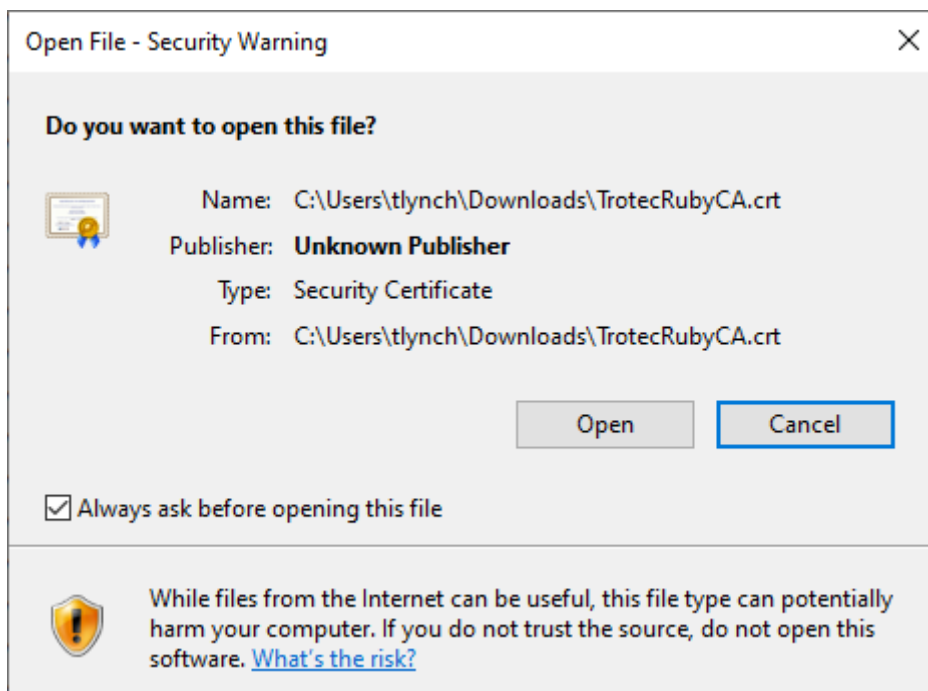 Open File - Security Warning
Do you want to open this file?
Name: C:\Users\tlynch\Downloads\TrotecRubyCA.crt
Publisher: Unknown Publisher
Type: Security Certificate
From: C:\Users\tlynch\Downloads\TrotecRubyCA.crt
Open Cancel
Always ask before opening this file
While files from the Internet can be useful, this file type can potentially
harm your computer. If you do not trust the source, do not open this
software. What's the risk?